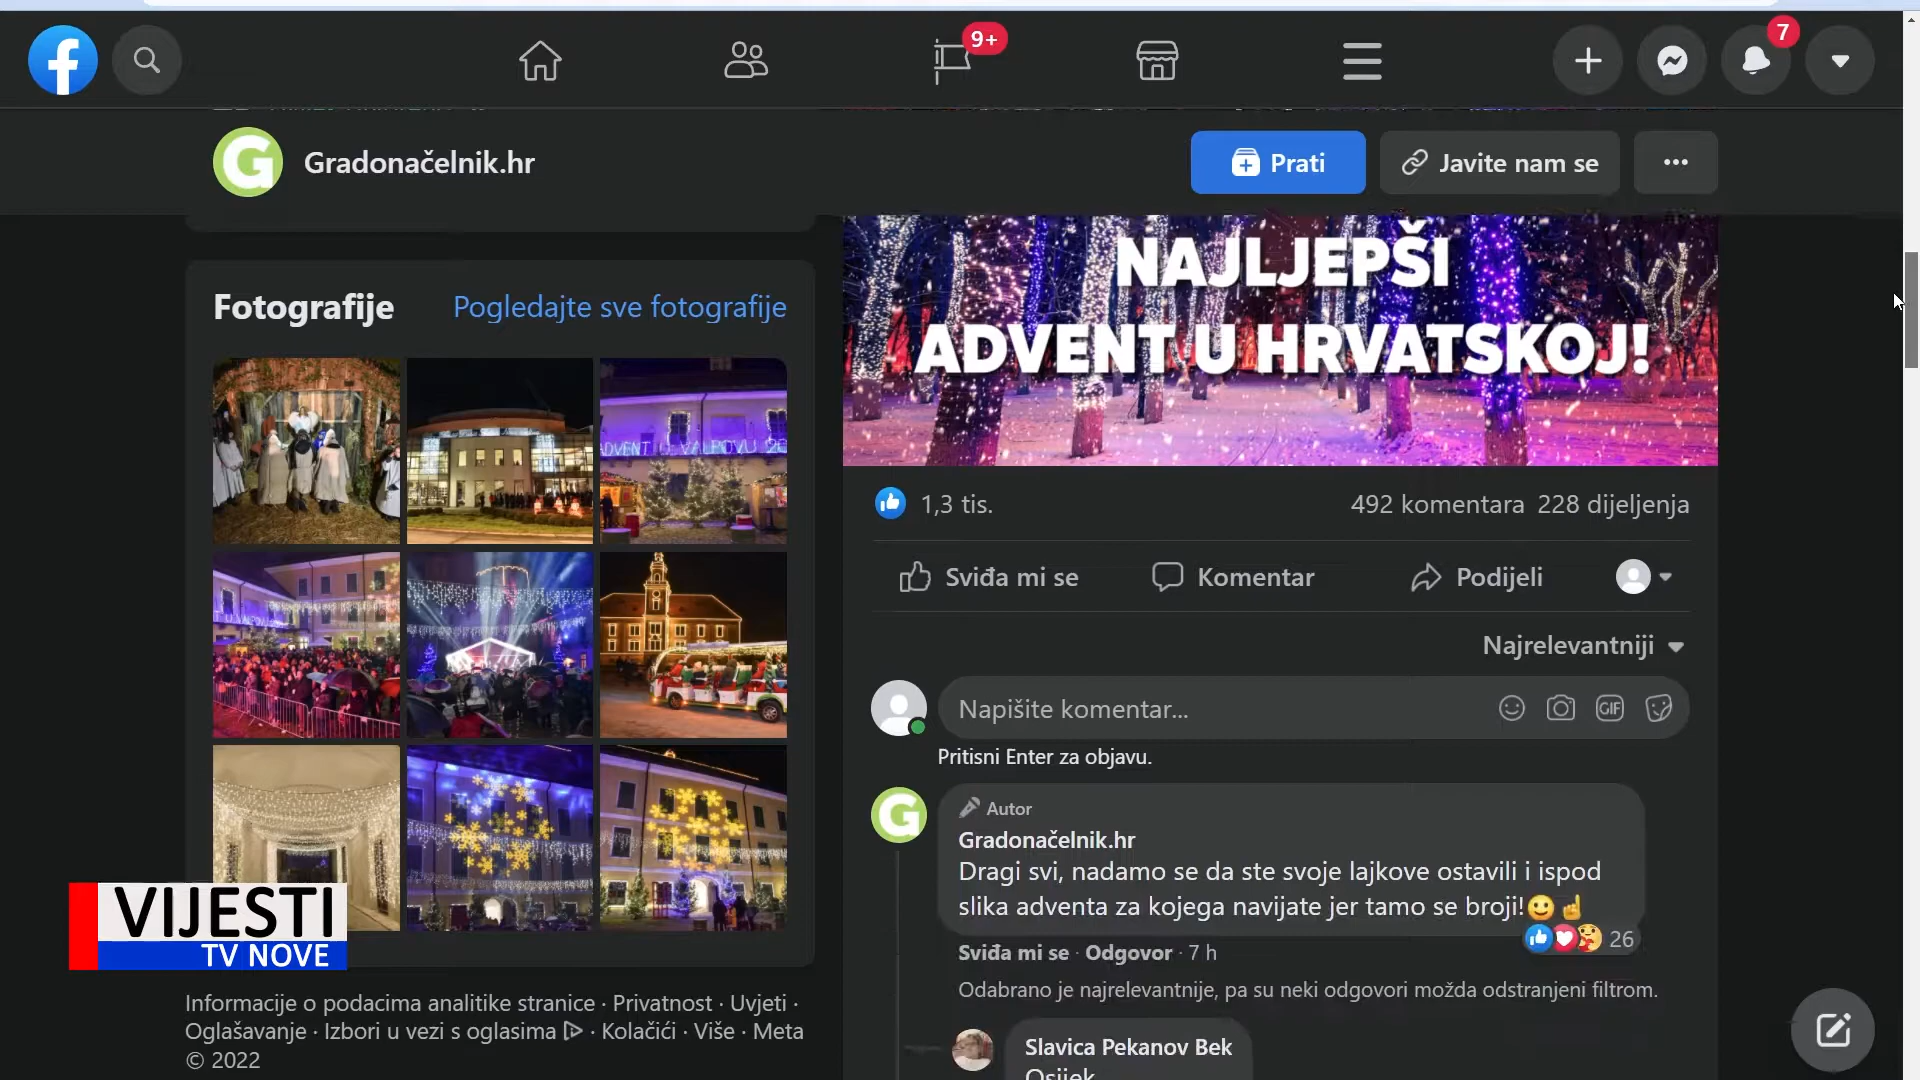 9+
7
Gradonačelnik.hr
Prati
Javite nam se
Fotografije
Pogledajte sve fotografije
ADVENT U VALPOVU
NAJLJEPŠI
ADVENT U HRVATSKOJ!
1,3 tis.
492 komentara 228 dijeljenja
Sviđa mi se
Komentar
Podijeli
Najrelevantniji
Napišite komentar...
GIF
Pritisni Enter za objavu.
Autor
Gradonačelnik.hr
Dragi svi, nadamo se da ste svoje lajkove ostavili i ispod
slika adventa za kojega navijate jer tamo se broji!😃☝
26
Sviđa mi se · Odgovor · 7 h
Odabrano je najrelevantnije, pa su neki odgovori možda odstranjeni filtrom.
Slavica Pekanov Bek
Osijek
VIJESTI
TV NOVE
Informacije o podacima analitike stranice · Privatnost · Uvjeti ·
Oglašavanje · Izbori u vezi s oglasima · Kolačići · Više · Meta
© 2022